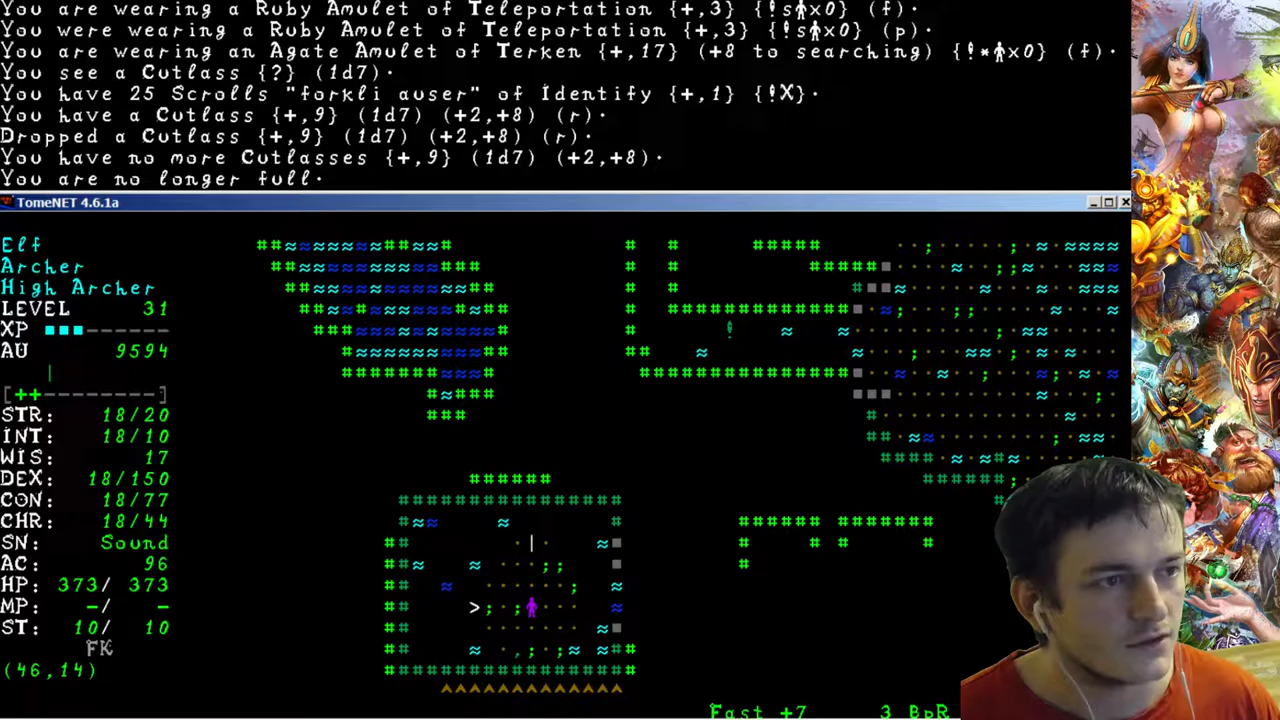 You are wearing a Ruby Amulet of Teleportation {+,3} {!s x0} (f).
You were wearing a Ruby Amulet of Teleportation {+,3} {!s x0} (p).
You are wearing an Agate Amulet of Terken {+,17} (+8 to searching) {!* x0} (f).
You see a Cutlass {?} (1d7).
You have 25 Scrolls "forkli auser" of Identify {+,1} {!X}.
You have a Cutlass {+,9} (1d7) (+2,+8) (r).
Dropped a Cutlass {+,9} (1d7) (+2,+8) (r).
You have no more Cutlasses {+,9} (1d7) (+2,+8).
You are no longer full.
TomeNET 4.6.1a
Elf
Archer
High Archer
LEVEL 31
XP
AU 9594
[++--------]
STR: 18/20
INT: 18/10
WIS: 17
DEX: 18/150
CON: 18/77
CHR: 18/44
SN: Sound
AC: 96
HP: 373/ 373
MP: -/ -
ST: 10/ 10
FK
(46,14)
Fast +7 3 BpR